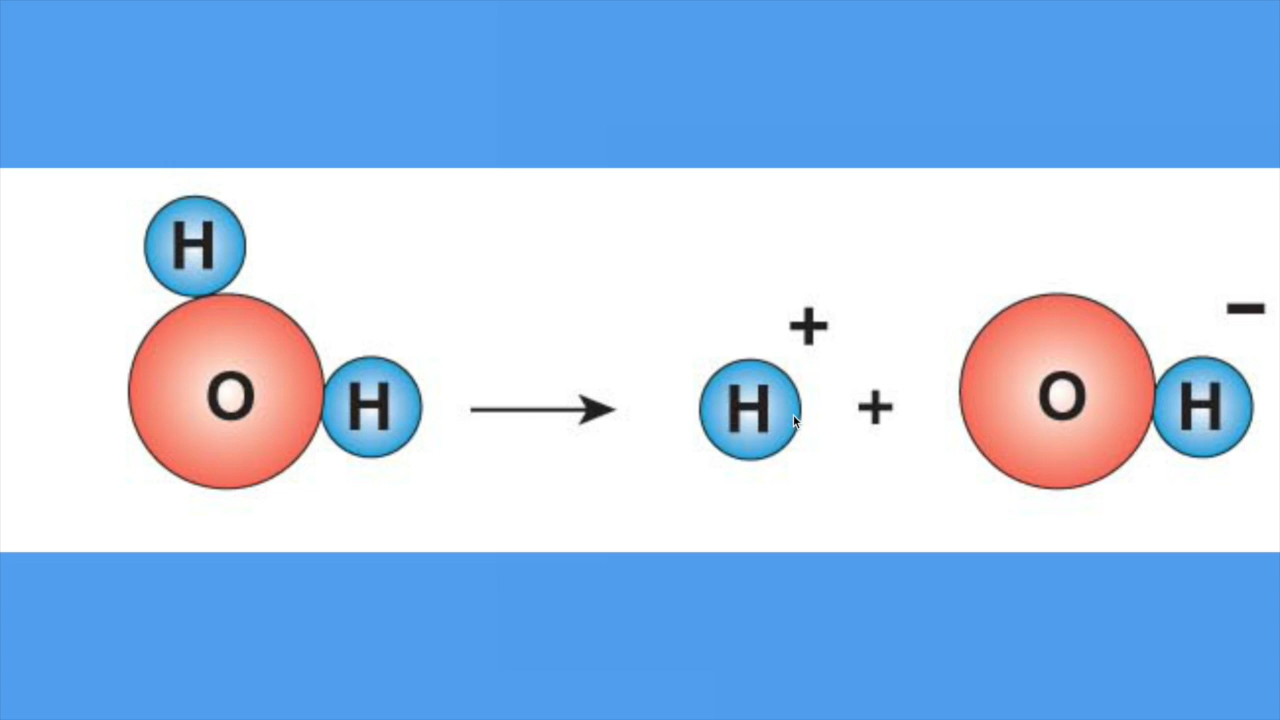 H
O H → H+ + O H −